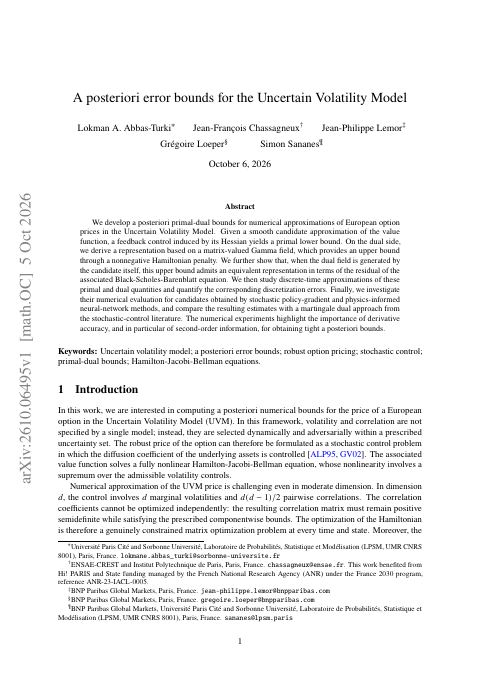 A posteriori error bounds for the Uncertain Volatility Model
Lokman A. Abbas-Turki* Jean-François Chassagneux† Jean-Philippe Lemor‡
Grégoire Loeper§ Simon Sananes¶
October 6, 2026
Abstract
We develop a posteriori primal-dual bounds for numerical approximations of European option
prices in the Uncertain Volatility Model. Given a smooth candidate approximation of the value
function, a feedback control induced by its Hessian yields a primal lower bound. On the dual side,
we derive a representation based on a matrix-valued Gamma field, which provides an upper bound
through a nonnegative Hamiltonian penalty. We further show that, when the dual field is generated by
the candidate itself, this upper bound admits an equivalent representation in terms of the residual of the
associated Black-Scholes-Barenblatt equation. We then study discrete-time approximations of these
primal and dual quantities and quantify the corresponding discretization errors. Finally, we investigate
their numerical evaluation for candidates obtained by stochastic policy-gradient and physics-informed
neural-network methods, and compare the resulting estimates with a martingale dual approach from
the stochastic-control literature. The numerical experiments highlight the importance of derivative
accuracy, and in particular of second-order information, for obtaining tight a posteriori bounds.
Keywords: Uncertain volatility model; a posteriori error bounds; robust option pricing; stochastic control;
primal-dual bounds; Hamilton-Jacobi-Bellman equations.
1 Introduction
In this work, we are interested in computing a posteriori numerical bounds for the price of a European
option in the Uncertain Volatility Model (UVM). In this framework, volatility and correlation are not
specified by a single model; instead, they are selected dynamically and adversarially within a prescribed
uncertainty set. The robust price of the option can therefore be formulated as a stochastic control problem
in which the diffusion coefficient of the underlying assets is controlled [ALP95, GV02]. The associated
value function solves a fully nonlinear Hamilton-Jacobi-Bellman equation, whose nonlinearity involves a
supremum over the admissible volatility controls.
Numerical approximation of the UVM price is challenging even in moderate dimension. In dimension
d, the control involves d marginal volatilities and d(d − 1)/2 pairwise correlations. The correlation
coefficients cannot be optimized independently: the resulting correlation matrix must remain positive
semidefinite while satisfying the prescribed componentwise bounds. The optimization of the Hamiltonian
is therefore a genuinely constrained matrix optimization problem at every time and state. Moreover, the
*Université Paris Cité and Sorbonne Université, Laboratoire de Probabilités, Statistique et Modélisation (LPSM, UMR CNRS
8001), Paris, France. lokmane.abbas_turki@sorbonne-universite.fr
†ENSAE-CREST and Institut Polytechnique de Paris, Paris, France. chassagneux@ensae.fr. This work benefited from
Hi! PARIS and State funding managed by the French National Research Agency (ANR) under the France 2030 program,
reference ANR-23-IACL-0005.
‡BNP Paribas Global Markets, Paris, France. jean-philippe.lemor@bnpparibas.com
§BNP Paribas Global Markets, Paris, France. gregoire.loeper@bnpparibas.com
¶BNP Paribas Global Markets, Université Paris Cité and Sorbonne Université, Laboratoire de Probabilités, Statistique et
Modélisation (LPSM, UMR CNRS 8001), Paris, France. sananes@lpsm.paris
1
arXiv:2610.06495v1 [math.OC] 5 Oct 2026